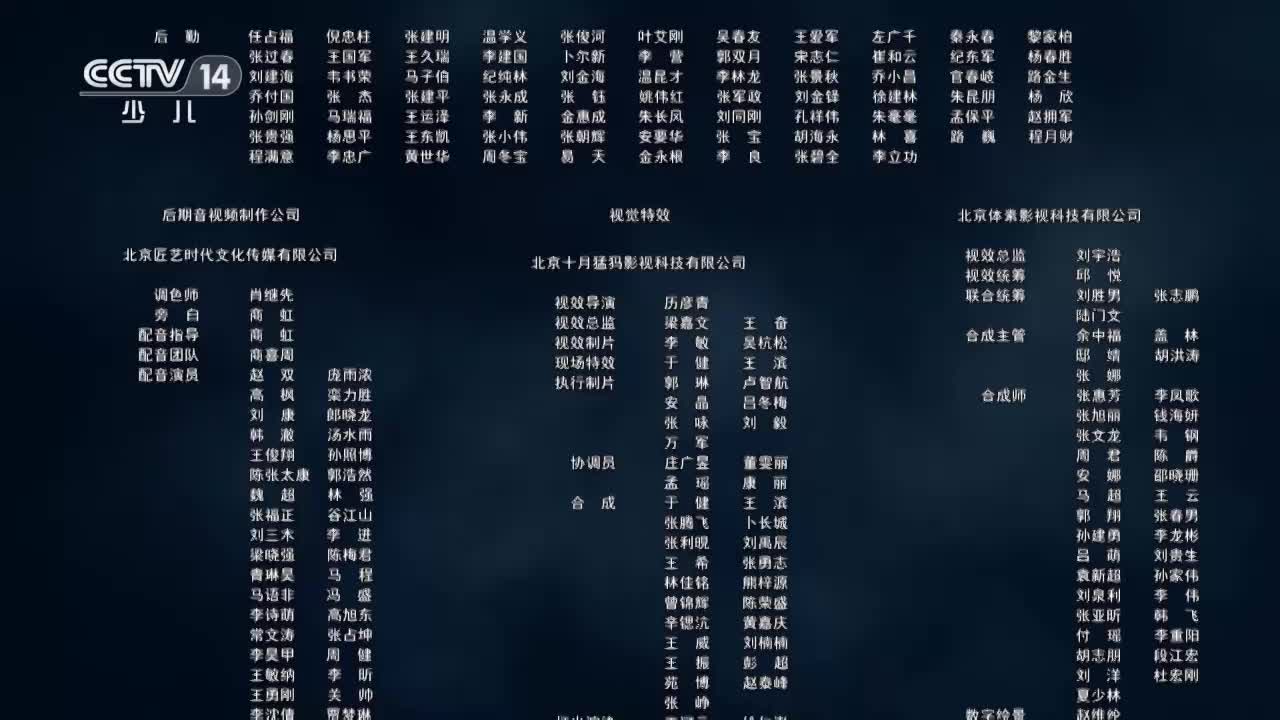 后 勤 任占福 倪忠柱 张建明 温学义 张俊河 叶艾刚 吴春友 王爱军 左广千 秦永春 黎家柏
张过春 王国军 王久瑞 李建国 卜尔新 李 营 郭双月 宋志仁 崔和云 纪东军 杨春胜
刘建海 韦书荣 马子伯 纪纯林 刘金海 温昆才 李林龙 张景秋 乔小昌 官春岐 路金生
乔付国 张 杰 张建平 张永成 张 钰 姚伟红 张军政 刘金铎 徐建林 朱昆朋 杨 欣
孙剑刚 马瑞福 王运泽 李 新 金惠成 朱长风 刘同刚 孔祥伟 朱毫毫 孟保平 赵拥军
张贵强 杨思平 王东凯 张小伟 张朝辉 安要华 张 宝 胡海永 林 喜 路 巍 程月财
程满意 李忠广 黄世华 周冬宝 易 天 金永根 李 良 张碧全 李立功
CCTV 14
少儿
后期音视频制作公司
北京匠艺时代文化传媒有限公司
调色师 肖继先
旁 白 商 虹
配音指导 商 虹
配音团队 商喜周
配音演员 赵 双 庞雨浓
高 枫 栾力胜
刘 康 郎晓龙
韩 澈 汤水雨
王俊翔 孙照博
陈张太康 郭浩然
魏 超 林 强
张福正 谷江山
刘三木 李 进
梁晓强 陈梅君
青琳昊 马 程
马语非 冯 盛
李诗萌 高旭东
常文涛 张占坤
李昊甲 周 健
王敏纳 李 昕
王勇刚 关 帅
李沈倩 贾梦琳
视觉特效
北京十月猛犸影视科技有限公司
视效导演 历彦青
视效总监 梁嘉文 王 奋
视效制片 李 敏 吴杭松
现场特效 于 健 王 滨
执行制片 郭 琳 卢智航
安 晶 吕冬梅
张 咏 刘 毅
万 军
协调员 庄广昱 董雯丽
孟 瑶 康 丽
合 成 于 健 王 滨
张腾飞 卜长城
张利晛 刘禹辰
王 希 张勇志
林佳铭 熊梓源
曾锦辉 陈荣盛
辛锶沆 黄嘉庆
王 威 刘楠楠
王 振 彭 超
苑 博 赵泰峰
张 峥
北京体素影视科技有限公司
视效总监 刘宇浩
视效统筹 邱 悦
联合统筹 刘胜男 张志鹏
陆门文
合成主管 余中福 盖 林
邸 婧 胡洪涛
张 娜
合成师 张惠芳 李凤歌
张旭丽 钱海妍
张文龙 韦 钢
周 君 陈 爵
安 娜 邵晓珊
马 超 王 云
郭 翔 张春男
孙建勇 李龙彬
吕 萌 刘贵生
袁新超 孙家伟
刘泉利 李 伟
张亚昕 韩 飞
付 瑶 李重阳
胡志朋 段江宏
刘 洋 杜宏刚
夏少林
数字绘景